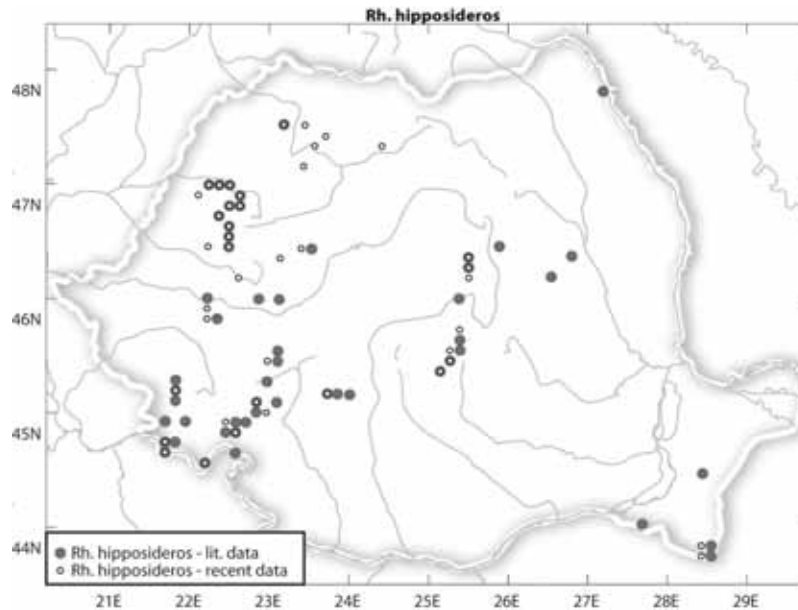 Rh. hipposideros
48N
47N
46N
45N
44N
Rh. hipposideros - lit. data
Rh. hipposideros - recent data
21E 22E 23E 24E 25E 26E 27E 28E 29E